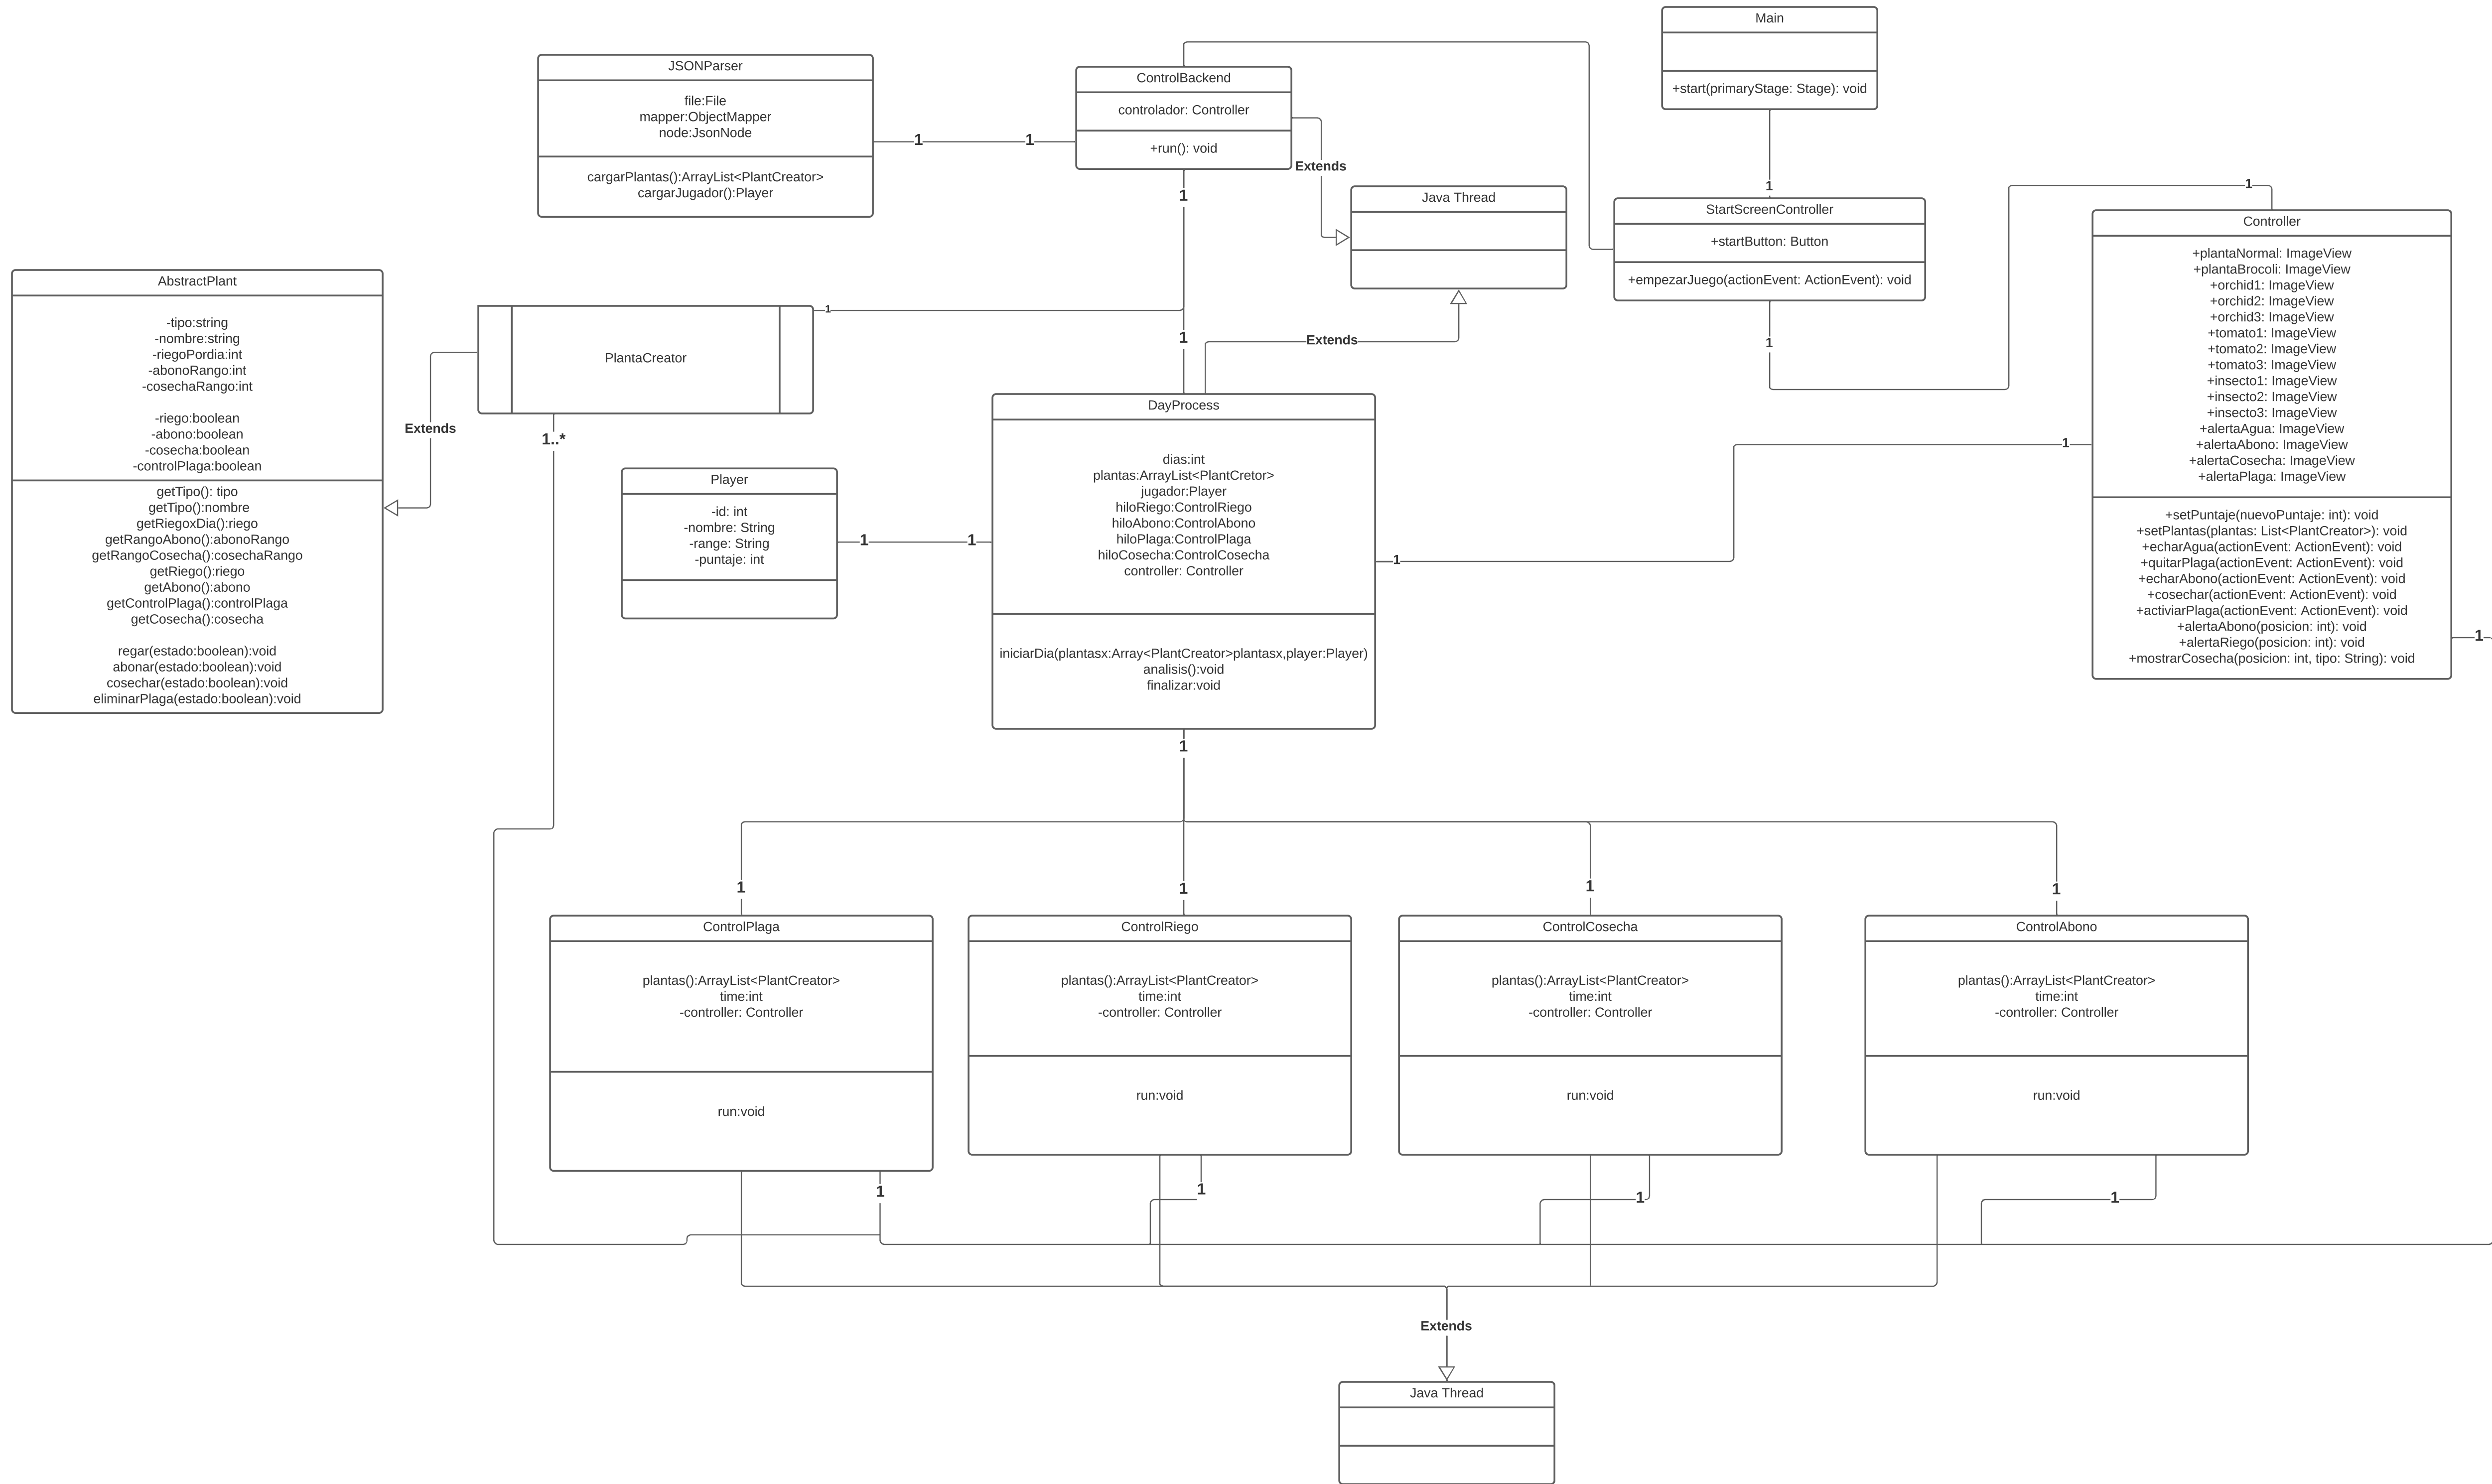 Main
+start(primaryStage: Stage): void
JSONParser
file:File
mapper:ObjectMapper
node:JsonNode
cargarPlantas():ArrayList<PlantCreator>
cargarJugador():Player
1
1
ControlBackend
controlador: Controller
+run(): void
Extends
1
Java Thread
1
StartScreenController
+startButton: Button
+empezarJuego(actionEvent: ActionEvent): void
1
1
Controller
+plantaNormal: ImageView
+plantaBrocoli: ImageView
+orchid1: ImageView
+orchid2: ImageView
+orchid3: ImageView
+tomato1: ImageView
+tomato2: ImageView
+tomato3: ImageView
+insecto1: ImageView
+insecto2: ImageView
+insecto3: ImageView
+alertaAgua: ImageView
+alertaAbono: ImageView
+alertaCosecha: ImageView
+alertaPlaga: ImageView
+setPuntaje(nuevoPuntaje: int): void
+setPlantas(plantas: List<PlantCreator>): void
+echarAgua(actionEvent: ActionEvent): void
+quitarPlaga(actionEvent: ActionEvent): void
+echarAbono(actionEvent: ActionEvent): void
+cosechar(actionEvent: ActionEvent): void
+activiarPlaga(actionEvent: ActionEvent): void
+alertaAbono(posicion: int): void
+alertaRiego(posicion: int): void
+mostrarCosecha(posicion: int, tipo: String): void
1
1
1
AbstractPlant
-tipo:string
-nombre:string
-riegoPordia:int
-abonoRango:int
-cosechaRango:int
-riego:boolean
-abono:boolean
-cosecha:boolean
-controlPlaga:boolean
getTipo(): tipo
getTipo():nombre
getRiegoxDia():riego
getRangoAbono():abonoRango
getRangoCosecha():cosechaRango
getRiego():riego
getAbono():abono
getControlPlaga():controlPlaga
getCosecha():cosecha
regar(estado:boolean):void
abonar(estado:boolean):void
cosechar(estado:boolean):void
eliminarPlaga(estado:boolean):void
Extends
PlantaCreator
1
1..*
1
Extends
Player
-id: int
-nombre: String
-range: String
-puntaje: int
1
1
DayProcess
dias:int
plantas:ArrayList<PlantCretor>
jugador:Player
hiloRiego:ControlRiego
hiloAbono:ControlAbono
hiloPlaga:ControlPlaga
hiloCosecha:ControlCosecha
controller: Controller
iniciarDia(plantasx:Array<PlantCreator>plantasx,player:Player)
analisis():void
finalizar:void
1
1
1
1
1
ControlPlaga
plantas():ArrayList<PlantCreator>
time:int
-controller: Controller
run:void
ControlRiego
plantas():ArrayList<PlantCreator>
time:int
-controller: Controller
run:void
ControlCosecha
plantas():ArrayList<PlantCreator>
time:int
-controller: Controller
run:void
ControlAbono
plantas():ArrayList<PlantCreator>
time:int
-controller: Controller
run:void
1
1
1
1
Extends
Java Thread